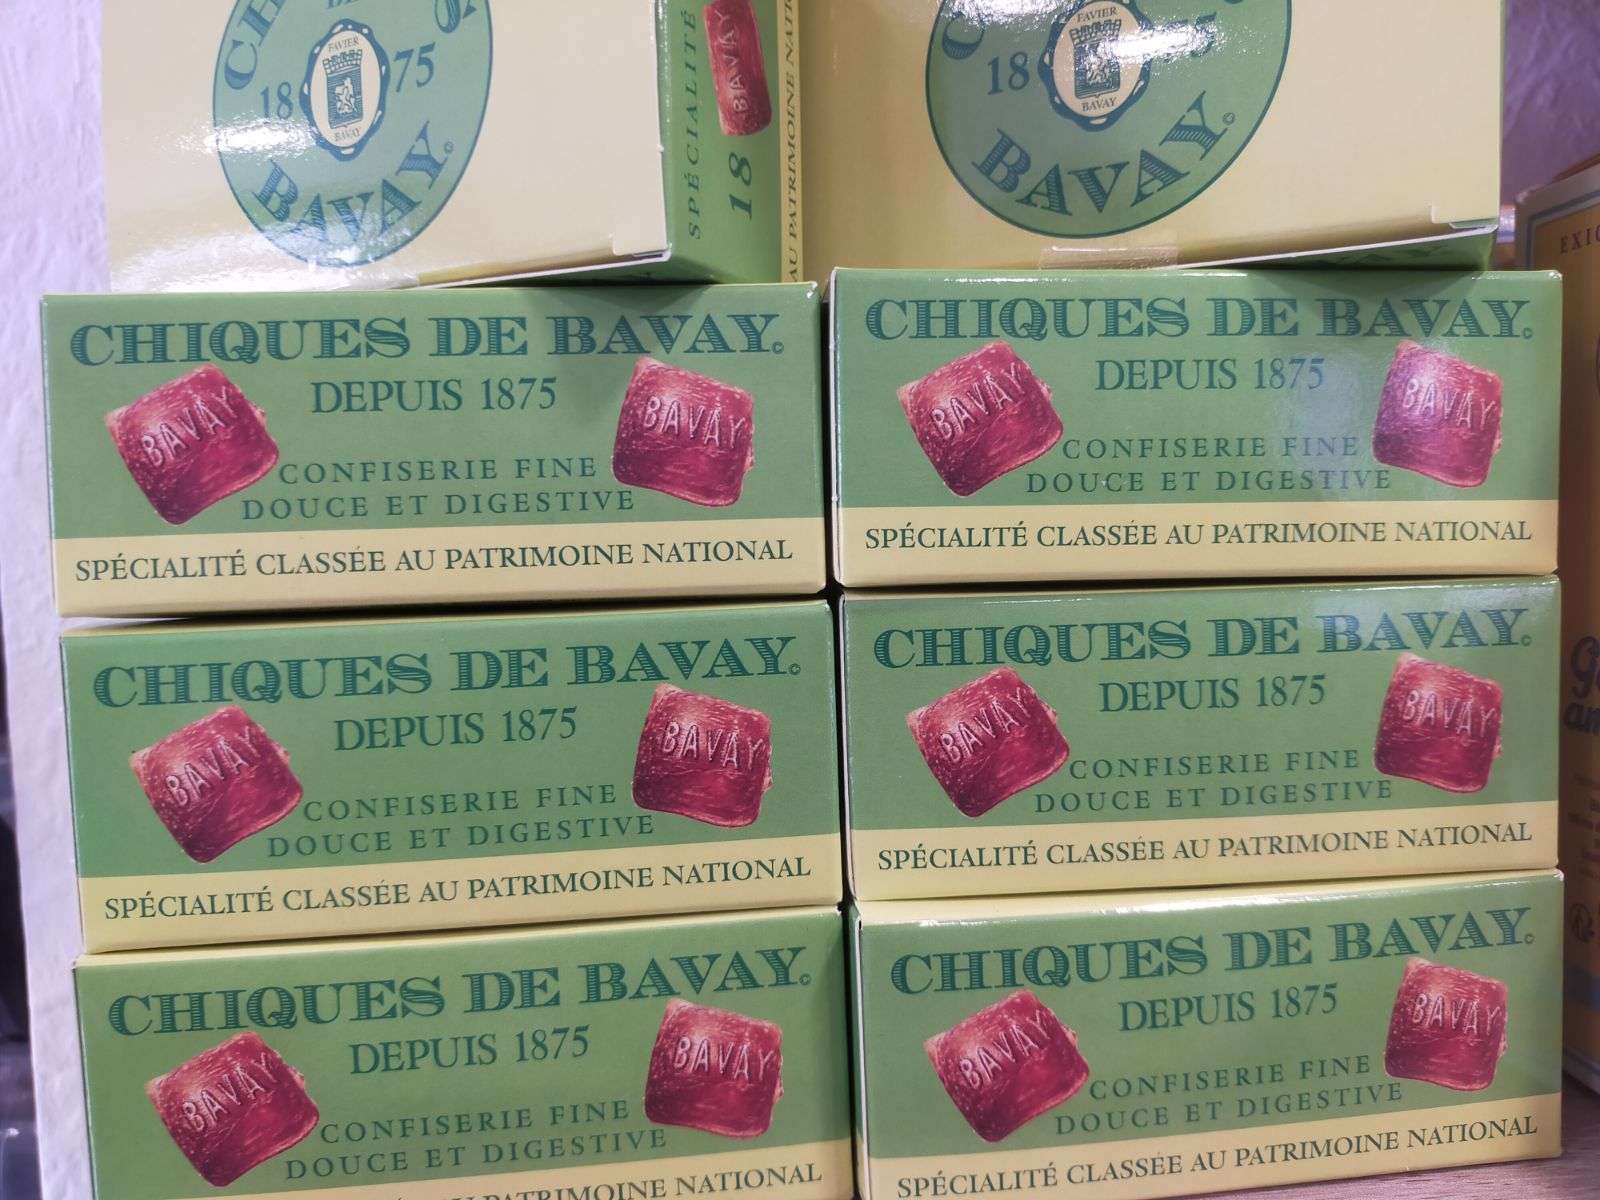 18 75
FAVIER
BAVAY
BAVAY©
SPÉCIALITÉ
BAVAY
18
AU PATRIMOINE
18 75
FAVIER
BAVAY
BAVAY©
CHIQUES DE BAVAY©
DEPUIS 1875
BAVAY
BAVAY
CONFISERIE FINE
DOUCE ET DIGESTIVE
SPÉCIALITÉ CLASSÉE AU PATRIMOINE NATIONAL
CHIQUES DE BAVAY©
DEPUIS 1875
BAVAY
BAVAY
CONFISERIE FINE
DOUCE ET DIGESTIVE
SPÉCIALITÉ CLASSÉE AU PATRIMOINE NATIONAL
CHIQUES DE BAVAY©
DEPUIS 1875
BAVAY
BAVAY
CONFISERIE FINE
DOUCE ET DIGESTIVE
SPÉCIALITÉ CLASSÉE AU PATRIMOINE NATIONAL
CHIQUES DE BAVAY©
DEPUIS 1875
BAVAY
BAVAY
CONFISERIE FINE
DOUCE ET DIGESTIVE
SPÉCIALITÉ CLASSÉE AU PATRIMOINE NATIONAL
CHIQUES DE BAVAY©
DEPUIS 1875
BAVAY
BAVAY
CONFISERIE FINE
DOUCE ET DIGESTIVE
AU PATRIMOINE NATIONAL
CHIQUES DE BAVAY©
DEPUIS 1875
BAVAY
BAVAY
CONFISERIE FINE
DOUCE ET DIGESTIVE
SPÉCIALITÉ CLASSÉE AU PATRIMOINE NATIONAL